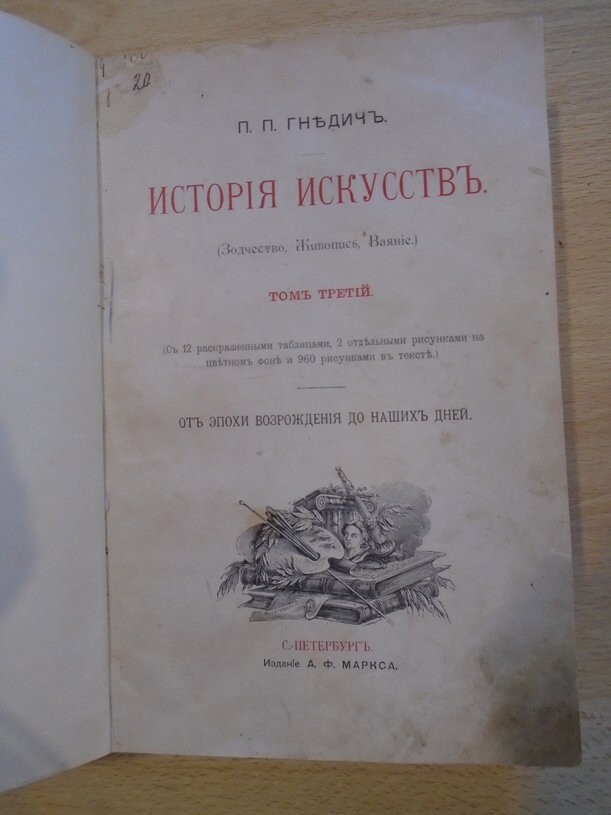 20
П. П. ГНѢДИЧЪ.
ИСТОРІЯ ИСКУССТВЪ.
(Зодчество, Живопись, Ваяніе.)
ТОМЪ ТРЕТІЙ.
(Съ 12 раскрашенными таблицами, 2 отдѣльными рисунками на
цвѣтномъ фонѣ и 960 рисунками въ текстѣ.)
ОТЪ ЭПОХИ ВОЗРОЖДЕНІЯ ДО НАШИХЪ ДНЕЙ.
С.-ПЕТЕРБУРГЪ.
Изданіе А. Ф. МАРКСА.